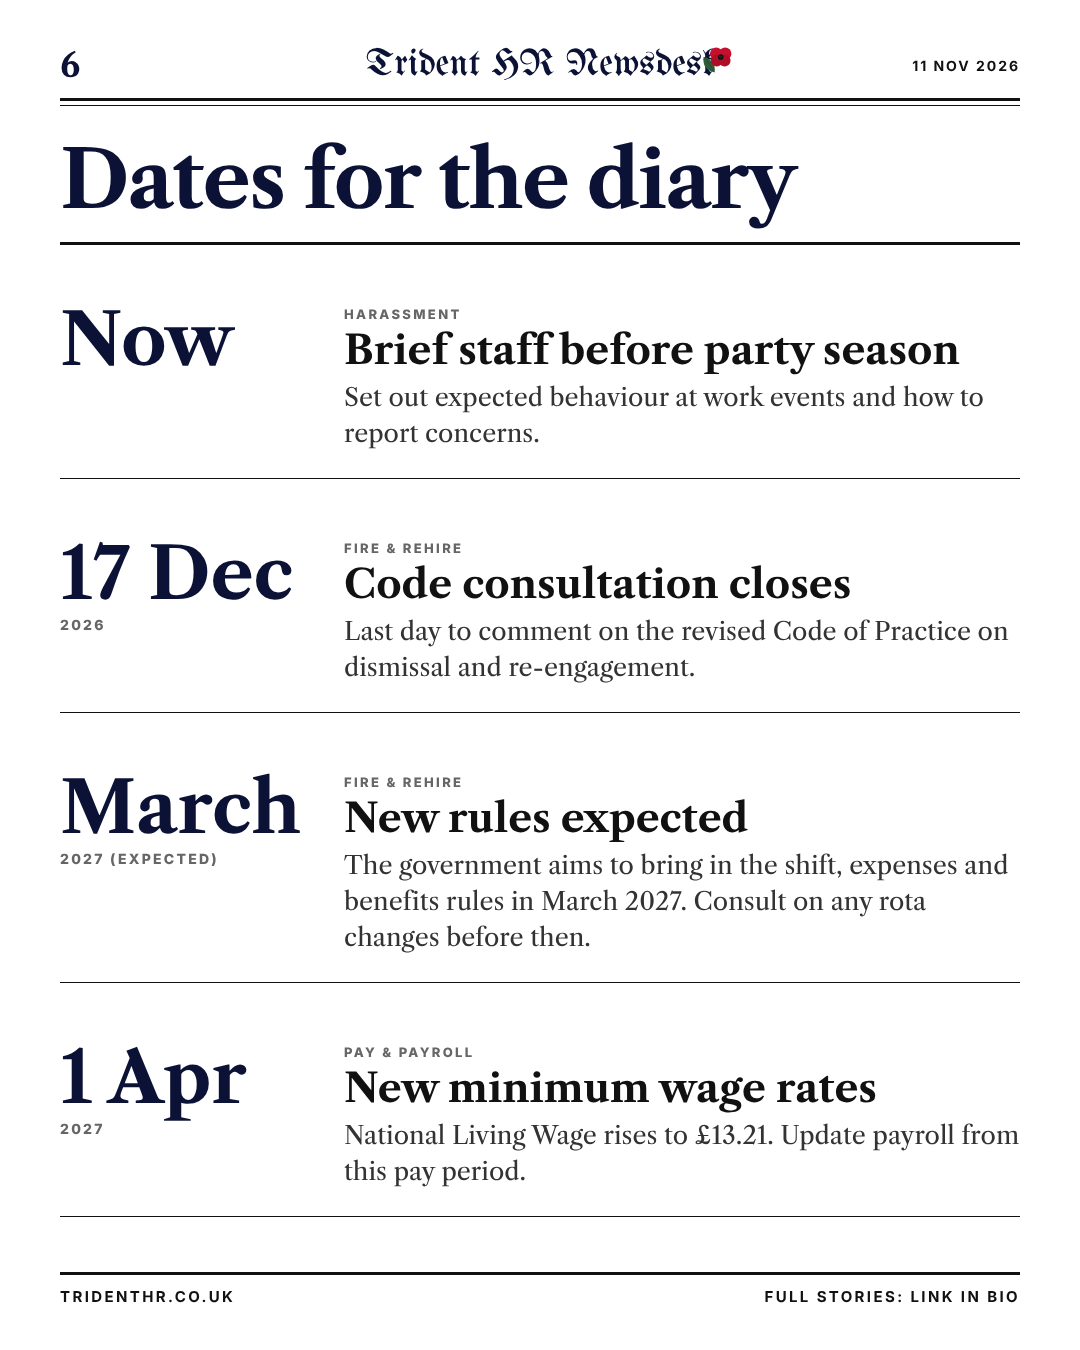 6
Trident HR Newsdesk
11 NOV 2026
Dates for the diary
Now
HARASSMENT
Brief staff before party season
Set out expected behaviour at work events and how to
report concerns.
17 Dec
2026
FIRE & REHIRE
Code consultation closes
Last day to comment on the revised Code of Practice on
dismissal and re-engagement.
March
2027 (EXPECTED)
FIRE & REHIRE
New rules expected
The government aims to bring in the shift, expenses and
benefits rules in March 2027. Consult on any rota
changes before then.
1 Apr
2027
PAY & PAYROLL
New minimum wage rates
National Living Wage rises to £13.21. Update payroll from
this pay period.
TRIDENTHR.CO.UK
FULL STORIES: LINK IN BIO